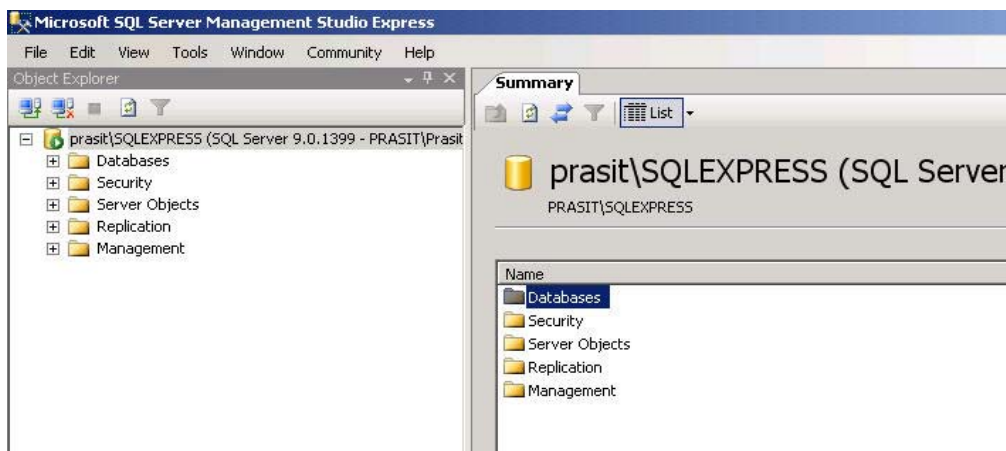 Microsoft SQL Server Management Studio Express
File Edit View Tools Window Community Help
Object Explorer
prasit\SQLEXPRESS (SQL Server 9.0.1399 - PRASIT\Prasit
Databases
Security
Server Objects
Replication
Management
Summary
List
prasit\SQLEXPRESS (SQL Server
PRASIT\SQLEXPRESS
Name
Databases
Security
Server Objects
Replication
Management